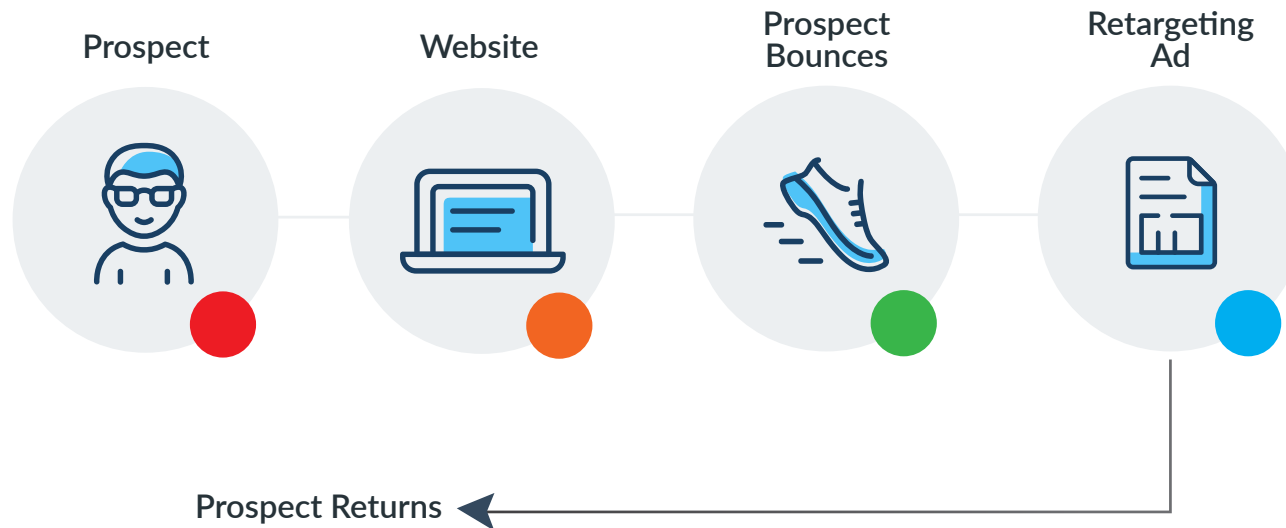 Prospect
Website
Prospect
Bounces
Retargeting
Ad
Prospect Returns